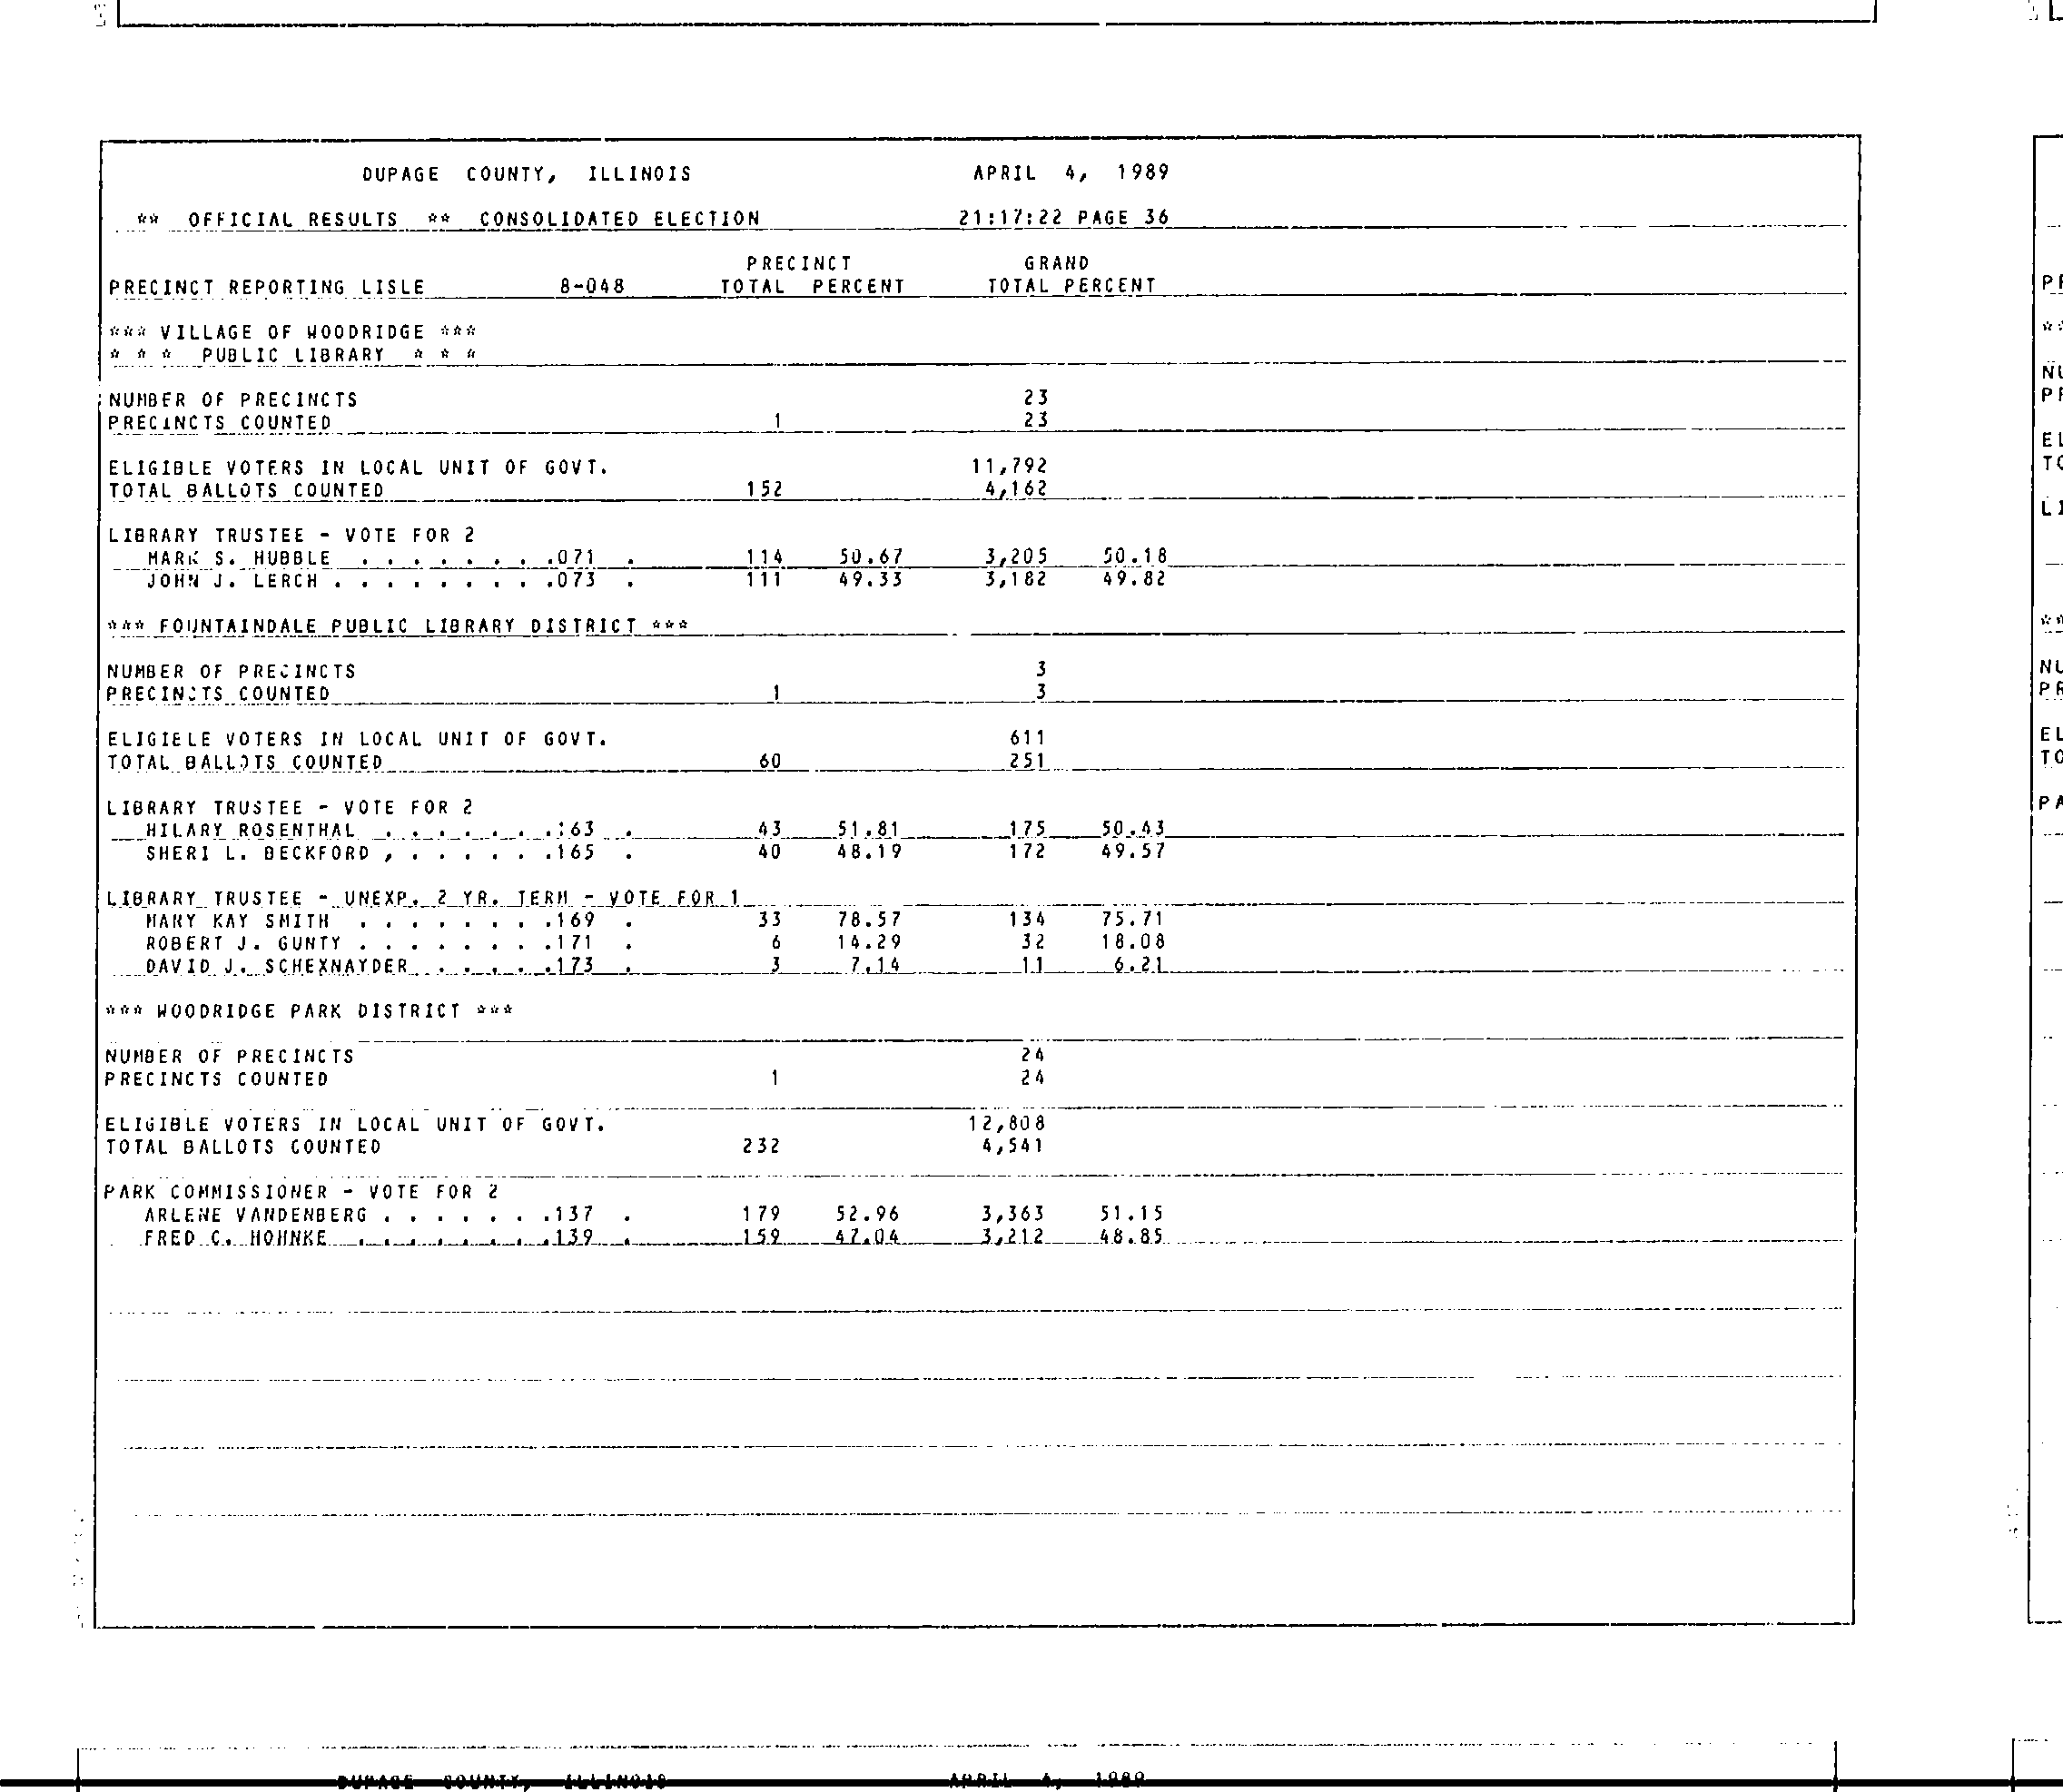 DUPAGE COUNTY, ILLINOIS APRIL 4, 1989
** OFFICIAL RESULTS ** CONSOLIDATED ELECTION 21:17:22 PAGE 36
PRECINCT GRAND
PRECINCT REPORTING LISLE 8-048 TOTAL PERCENT TOTAL PERCENT
*** VILLAGE OF WOODRIDGE ***
* * * PUBLIC LIBRARY * * *
NUMBER OF PRECINCTS 23
PRECINCTS COUNTED 1 23
ELIGIBLE VOTERS IN LOCAL UNIT OF GOVT. 11,792
TOTAL BALLOTS COUNTED 152 4,162
LIBRARY TRUSTEE - VOTE FOR 2
MARK S. HUBBLE . . . . . . . .071 . 114 50.67 3,205 50.18
JOHN J. LERCH . . . . . . . . .073 . 111 49.33 3,182 49.82
*** FOUNTAINDALE PUBLIC LIBRARY DISTRICT ***
NUMBER OF PRECINCTS 3
PRECINCTS COUNTED 1 3
ELIGIBLE VOTERS IN LOCAL UNIT OF GOVT. 611
TOTAL BALLOTS COUNTED 60 251
LIBRARY TRUSTEE - VOTE FOR 2
HILARY ROSENTHAL . . . . . . .163 . 43 51.81 175 50.43
SHERI L. BECKFORD . . . . . . .165 . 40 48.19 172 49.57
LIBRARY TRUSTEE - UNEXP. 2 YR. TERM - VOTE FOR 1
MARY KAY SMITH . . . . . . . .169 . 33 78.57 134 75.71
ROBERT J. GUNTY . . . . . . . .171 . 6 14.29 32 18.08
DAVID J. SCHEXNAYDER . . . . . .173 . 3 7.14 11 6.21
*** WOODRIDGE PARK DISTRICT ***
NUMBER OF PRECINCTS 24
PRECINCTS COUNTED 1 24
ELIGIBLE VOTERS IN LOCAL UNIT OF GOVT. 12,808
TOTAL BALLOTS COUNTED 232 4,541
PARK COMMISSIONER - VOTE FOR 2
ARLENE VANDENBERG . . . . . . .137 . 179 52.96 3,363 51.15
FRED C. HOHNKE . . . . . . . .139 . 159 47.04 3,212 48.85
DUPAGE COUNTY, ILLINOIS APRIL 4, 1989